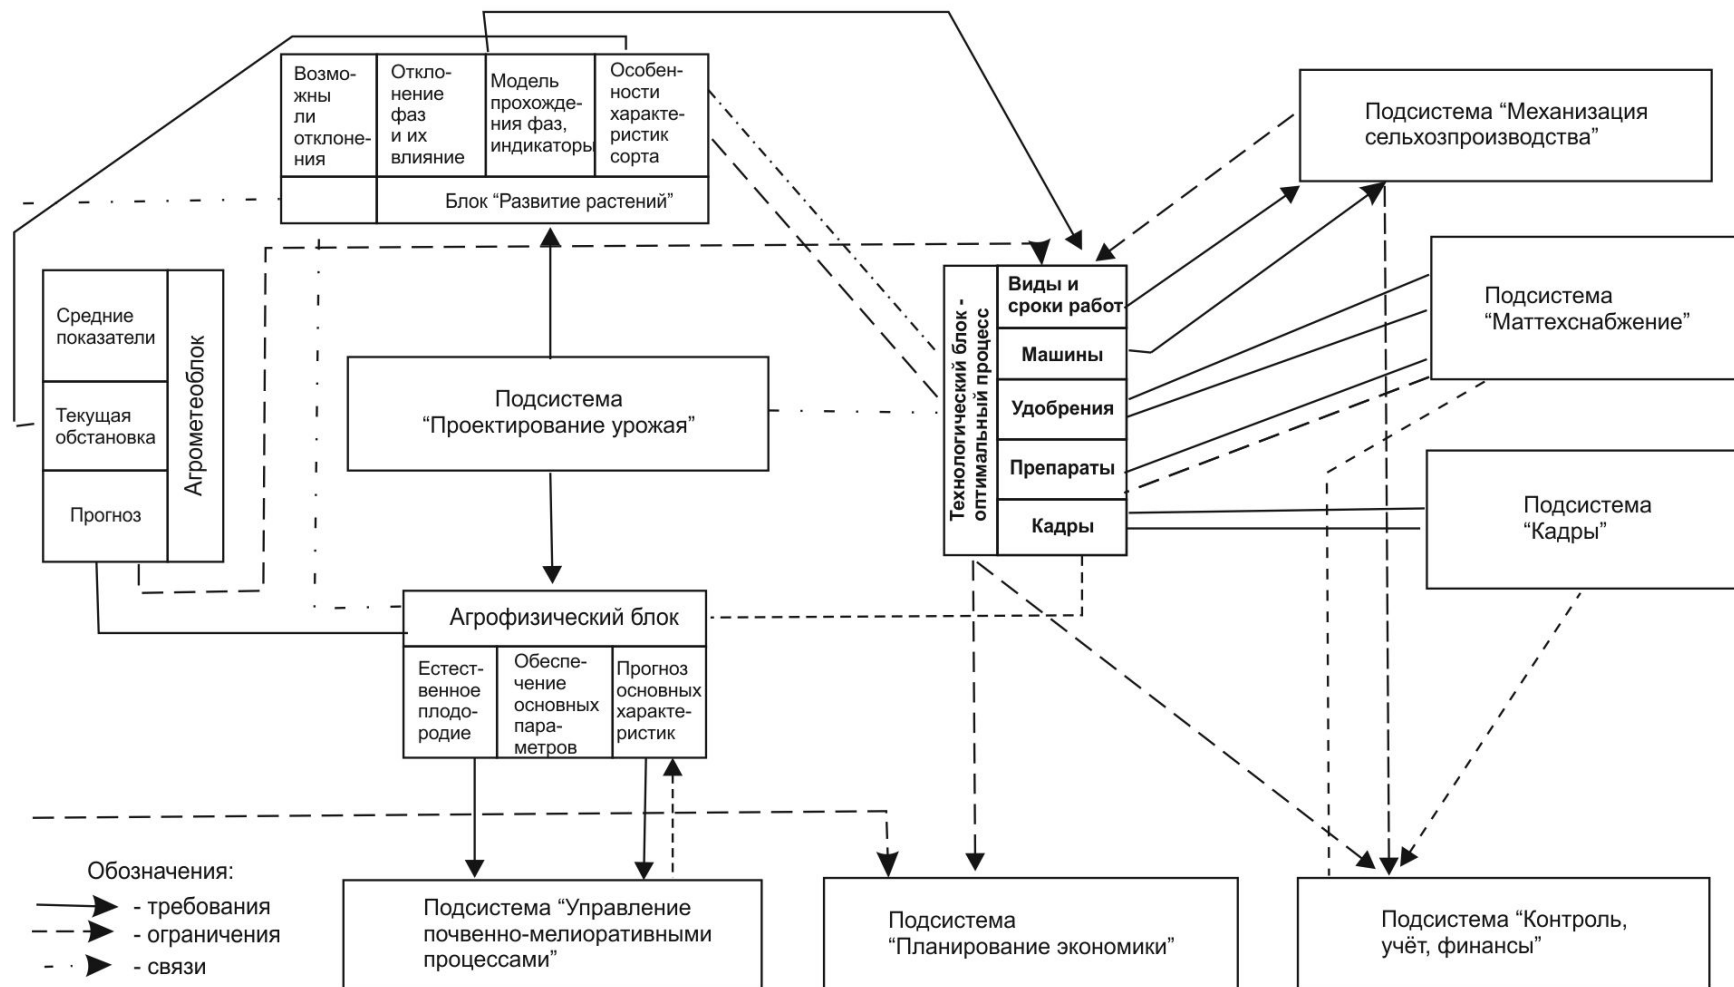 Возмо-
жны
ли
отклоне-
ния
Откло-
нение
фаз
и их
влияние
Модель
прохожде-
ния фаз,
индикаторы
Особен-
ности
характе-
ристик
сорта
Блок “Развитие растений”
Подсистема “Механизация
сельхозпроизводства”
Средние
показатели
Текущая
обстановка
Прогноз
Агрометеоблок
Подсистема
“Проектирование урожая”
Технологический блок -
оптимальный процесс
Виды и
сроки работ
Машины
Удобрения
Препараты
Кадры
Подсистема
“Маттехснабжение”
Подсистема
“Кадры”
Агрофизический блок
Естест-
венное
плодо-
родие
Обеспе-
чение
основных
пара-
метров
Прогноз
основных
характе-
ристик
Обозначения:
- требования
- ограничения
- связи
Подсистема “Управление
почвенно-мелиоративными
процессами”
Подсистема
“Планирование экономики”
Подсистема “Контроль,
учёт, финансы”